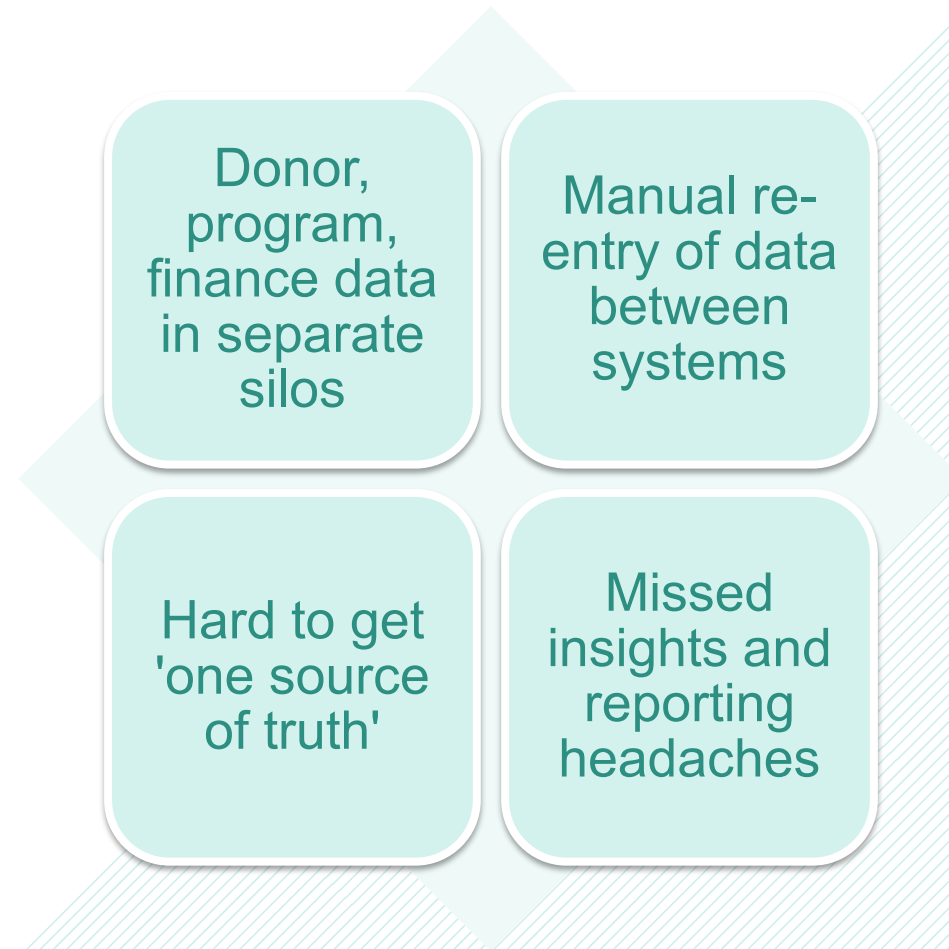 Donor,
program,
finance data
in separate
silos
Manual re-
entry of data
between
systems
Hard to get
'one source
of truth'
Missed
insights and
reporting
headaches